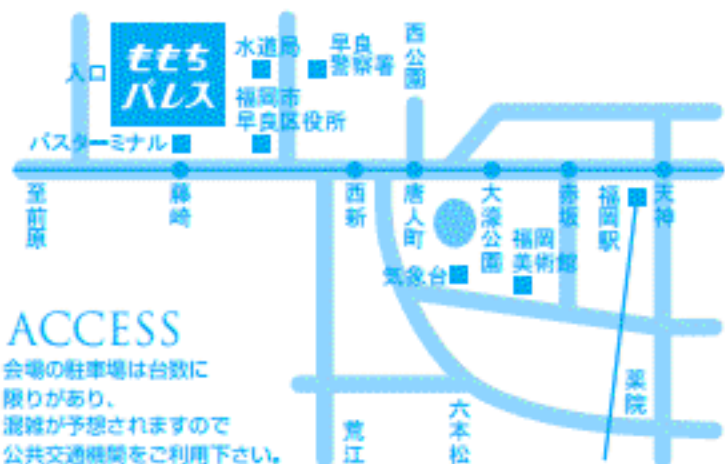 ももち
パレス
入口
水道局
早良
警察署
西公園
福岡市
早良区役所
バスターミナル
至前原
藤崎
西新
唐人町
大濠公園
赤坂
福岡駅
天神
福岡
美術館
気象台
薬院
荒江
六本松
ACCESS
会場の駐車場は台数に
限りがあり、
混雑が予想されますので
公共交通機関をご利用下さい。